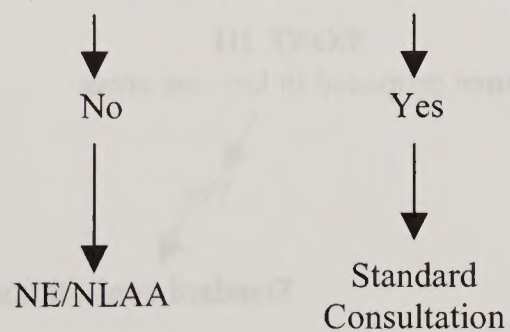 No
Yes
NE/NLAA
Standard
Consultation